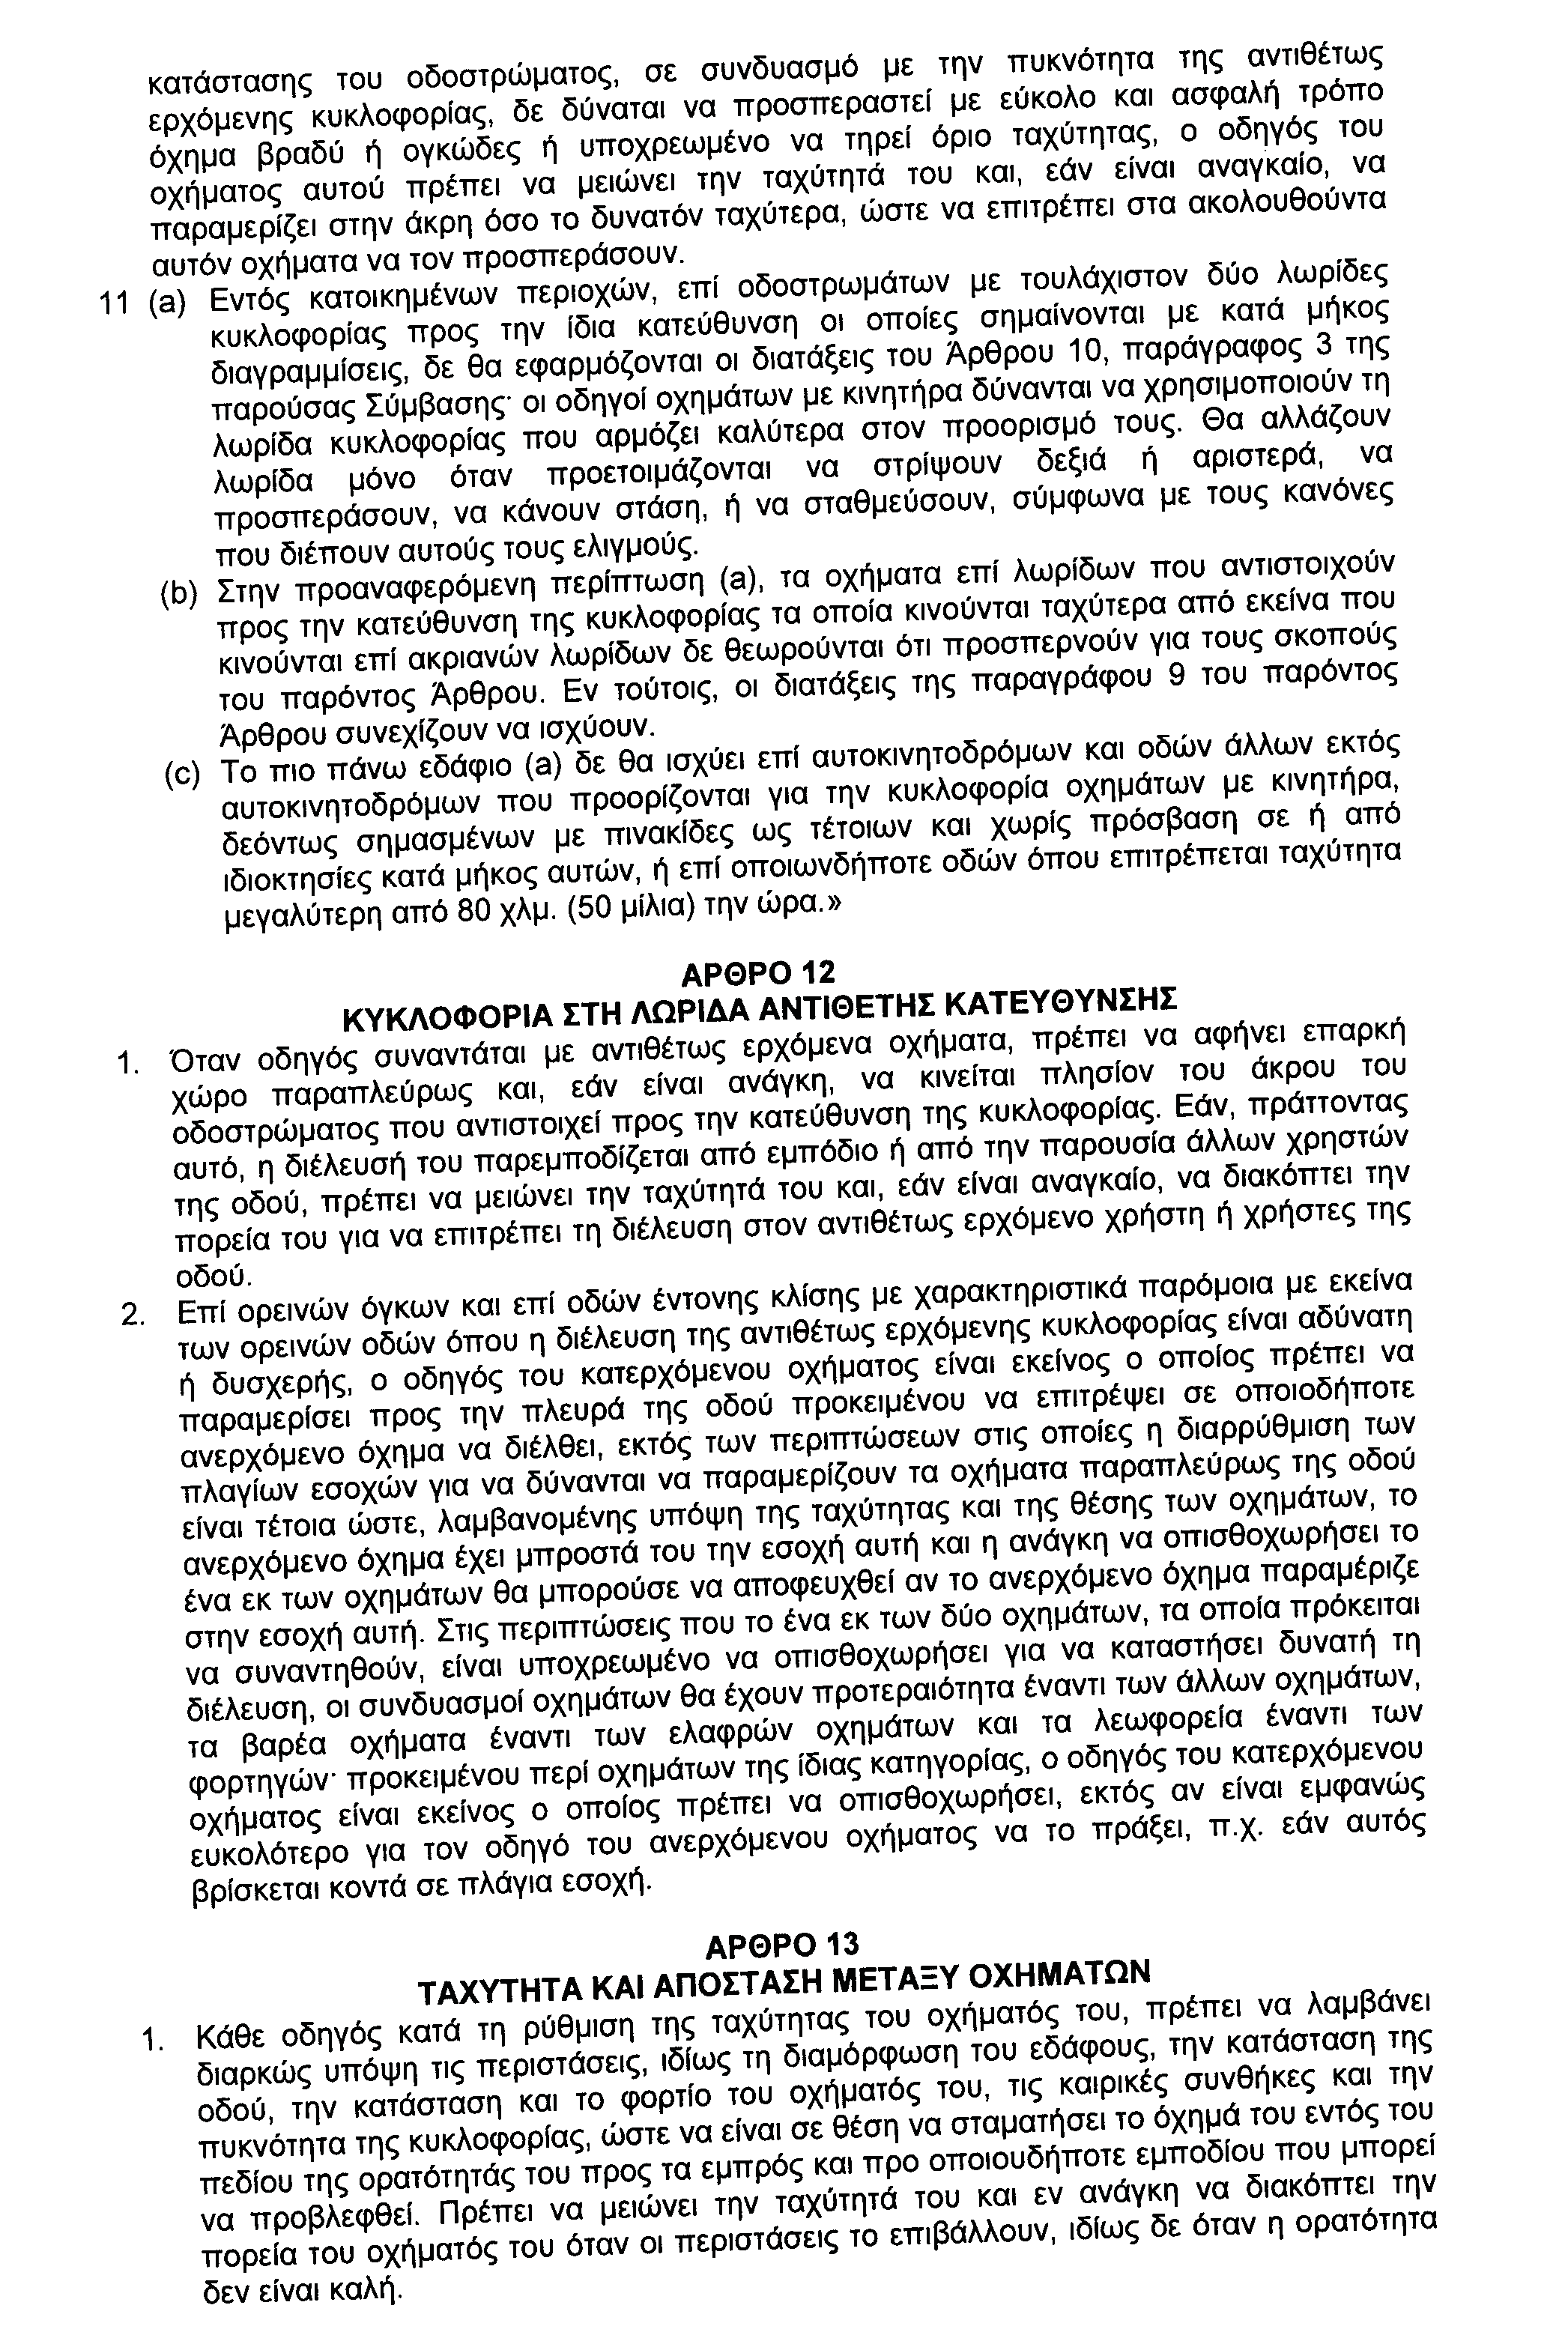 κατάστασης του οδοστρώματος, σε συνδυασμό με την πυκνότητα της αντιθέτως
ερχόμενης κυκλοφορίας, δε δύναται να προσπεραστεί με εύκολο και ασφαλή τρόπο
όχημα βραδύ ή ογκώδες ή υποχρεωμένο να τηρεί όριο ταχύτητας, ο οδηγός του
οχήματος αυτού πρέπει να μειώνει την ταχύτητά του και, εάν είναι αναγκαίο, να
παραμερίζει στην άκρη όσο το δυνατόν ταχύτερα, ώστε να επιτρέπει στα ακολουθούντα
αυτόν οχήματα να τον προσπεράσουν.
11 (a) Εντός κατοικημένων περιοχών, επί οδοστρωμάτων με τουλάχιστον δύο λωρίδες
κυκλοφορίας προς την ίδια κατεύθυνση οι οποίες σημαίνονται με κατά μήκος
διαγραμμίσεις, δε θα εφαρμόζονται οι διατάξεις του Άρθρου 10, παράγραφος 3 της
παρούσας Σύμβασης· οι οδηγοί οχημάτων με κινητήρα δύνανται να χρησιμοποιούν τη
λωρίδα κυκλοφορίας που αρμόζει καλύτερα στον προορισμό τους. Θα αλλάζουν
λωρίδα μόνο όταν προετοιμάζονται να στρίψουν δεξιά ή αριστερά, να
προσπεράσουν, να κάνουν στάση, ή να σταθμεύσουν, σύμφωνα με τους κανόνες
που διέπουν αυτούς τους ελιγμούς.
(b) Στην προαναφερόμενη περίπτωση (a), τα οχήματα επί λωρίδων που αντιστοιχούν
προς την κατεύθυνση της κυκλοφορίας τα οποία κινούνται ταχύτερα από εκείνα που
κινούνται επί ακριανών λωρίδων δε θεωρούνται ότι προσπερνούν για τους σκοπούς
του παρόντος Άρθρου. Εν τούτοις, οι διατάξεις της παραγράφου 9 του παρόντος
Άρθρου συνεχίζουν να ισχύουν.
(c) Το πιο πάνω εδάφιο (a) δε θα ισχύει επί αυτοκινητοδρόμων και οδών άλλων εκτός
αυτοκινητοδρόμων που προορίζονται για την κυκλοφορία οχημάτων με κινητήρα,
δεόντως σημασμένων με πινακίδες ως τέτοιων και χωρίς πρόσβαση σε ή από
ιδιοκτησίες κατά μήκος αυτών, ή επί οποιωνδήποτε οδών όπου επιτρέπεται ταχύτητα
μεγαλύτερη από 80 χλμ. (50 μίλια) την ώρα.»
ΑΡΘΡΟ 12
ΚΥΚΛΟΦΟΡΙΑ ΣΤΗ ΛΩΡΙΔΑ ΑΝΤΙΘΕΤΗΣ ΚΑΤΕΥΘΥΝΣΗΣ
1. Όταν οδηγός συναντάται με αντιθέτως ερχόμενα οχήματα, πρέπει να αφήνει επαρκή
χώρο παραπλεύρως και, εάν είναι ανάγκη, να κινείται πλησίον του άκρου του
οδοστρώματος που αντιστοιχεί προς την κατεύθυνση της κυκλοφορίας. Εάν, πράττοντας
αυτό, η διέλευσή του παρεμποδίζεται από εμπόδιο ή από την παρουσία άλλων χρηστών
της οδού, πρέπει να μειώνει την ταχύτητά του και, εάν είναι αναγκαίο, να διακόπτει την
πορεία του για να επιτρέπει τη διέλευση στον αντιθέτως ερχόμενο χρήστη ή χρήστες της
οδού.
2. Επί ορεινών όγκων και επί οδών έντονης κλίσης με χαρακτηριστικά παρόμοια με εκείνα
των ορεινών οδών όπου η διέλευση της αντιθέτως ερχόμενης κυκλοφορίας είναι αδύνατη
ή δυσχερής, ο οδηγός του κατερχόμενου οχήματος είναι εκείνος ο οποίος πρέπει να
παραμερίσει προς την πλευρά της οδού προκειμένου να επιτρέψει σε οποιοδήποτε
ανερχόμενο όχημα να διέλθει, εκτός των περιπτώσεων στις οποίες η διαρρύθμιση των
πλαγίων εσοχών για να δύνανται να παραμερίζουν τα οχήματα παραπλεύρως της οδού
είναι τέτοια ώστε, λαμβανομένης υπόψη της ταχύτητας και της θέσης των οχημάτων, το
ανερχόμενο όχημα έχει μπροστά του την εσοχή αυτή και η ανάγκη να οπισθοχωρήσει το
ένα εκ των οχημάτων θα μπορούσε να αποφευχθεί αν το ανερχόμενο όχημα παραμέριζε
στην εσοχή αυτή. Στις περιπτώσεις που το ένα εκ των δύο οχημάτων, τα οποία πρόκειται
να συναντηθούν, είναι υποχρεωμένο να οπισθοχωρήσει για να καταστήσει δυνατή τη
διέλευση, οι συνδυασμοί οχημάτων θα έχουν προτεραιότητα έναντι των άλλων οχημάτων,
τα βαρέα οχήματα έναντι των ελαφρών οχημάτων και τα λεωφορεία έναντι των
φορτηγών· προκειμένου περί οχημάτων της ίδιας κατηγορίας, ο οδηγός του κατερχόμενου
οχήματος είναι εκείνος ο οποίος πρέπει να οπισθοχωρήσει, εκτός αν είναι εμφανώς
ευκολότερο για τον οδηγό του ανερχόμενου οχήματος να το πράξει, π.χ. εάν αυτός
βρίσκεται κοντά σε πλάγια εσοχή.
ΑΡΘΡΟ 13
ΤΑΧΥΤΗΤΑ ΚΑΙ ΑΠΟΣΤΑΣΗ ΜΕΤΑΞΥ ΟΧΗΜΑΤΩΝ
1. Κάθε οδηγός κατά τη ρύθμιση της ταχύτητας του οχήματός του, πρέπει να λαμβάνει
διαρκώς υπόψη τις περιστάσεις, ιδίως τη διαμόρφωση του εδάφους, την κατάσταση της
οδού, την κατάσταση και το φορτίο του οχήματός του, τις καιρικές συνθήκες και την
πυκνότητα της κυκλοφορίας, ώστε να είναι σε θέση να σταματήσει το όχημά του εντός του
πεδίου της ορατότητάς του προς τα εμπρός και προ οποιουδήποτε εμποδίου που μπορεί
να προβλεφθεί. Πρέπει να μειώνει την ταχύτητά του και εν ανάγκη να διακόπτει την
πορεία του οχήματός του όταν οι περιστάσεις το επιβάλλουν, ιδίως δε όταν η ορατότητα
δεν είναι καλή.